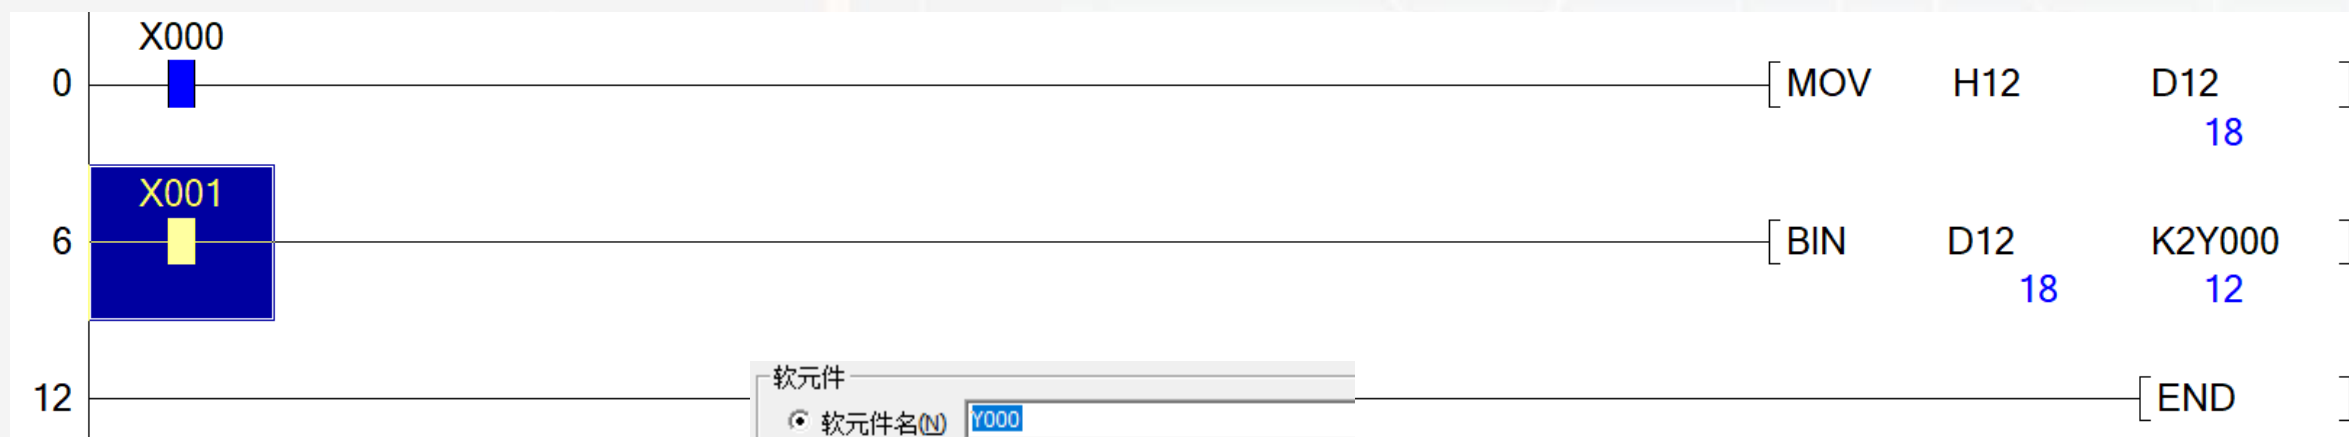 X000
0 MOV H12 D12
18
X001
6 BIN D12 K2Y000
18 12
软元件
12 END
软元件名(N) Y000